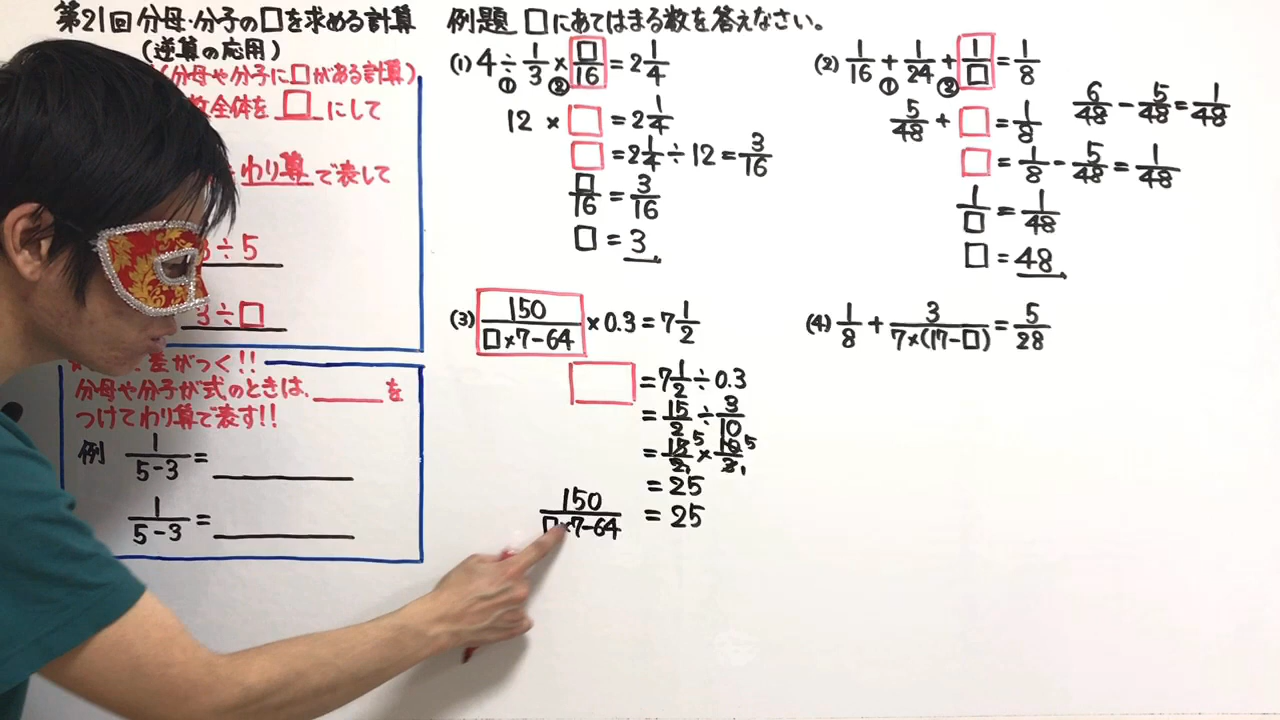 第21回 分母・分子の□を求める計算
(逆算の応用)
(分母や分子に□がある計算)
全体を □ にして
わり算 で表して
÷5
3÷□
差がつく!!
分母や分子が式のときは、____を
つけてわり算で表す!!
例 1/(5-3)=
1/(5-3)=
例題 □にあてはまる数を答えなさい。
(1) 4÷1/3×□/16=2 1/4
① ②
12 × □ = 2 1/4
□ = 2 1/4 ÷ 12 = 3/16
□/16 = 3/16
□ = 3
(2) 1/16+1/24+1/□=1/8
① ②
5/48 + □ = 1/8
□ = 1/8 - 5/48 = 1/48
1/□ = 1/48
□ = 48
6/48 - 5/48 = 1/48
(3) 150/(□×7-64) ×0.3=7 1/2
□ = 7 1/2 ÷ 0.3
= 15/2 ÷ 3/10
= 15/2 × 10/3
5 5
1 1
= 25
150/(□×7-64) = 25
(4) 1/8 + 3/(7×(17-□)) = 5/28